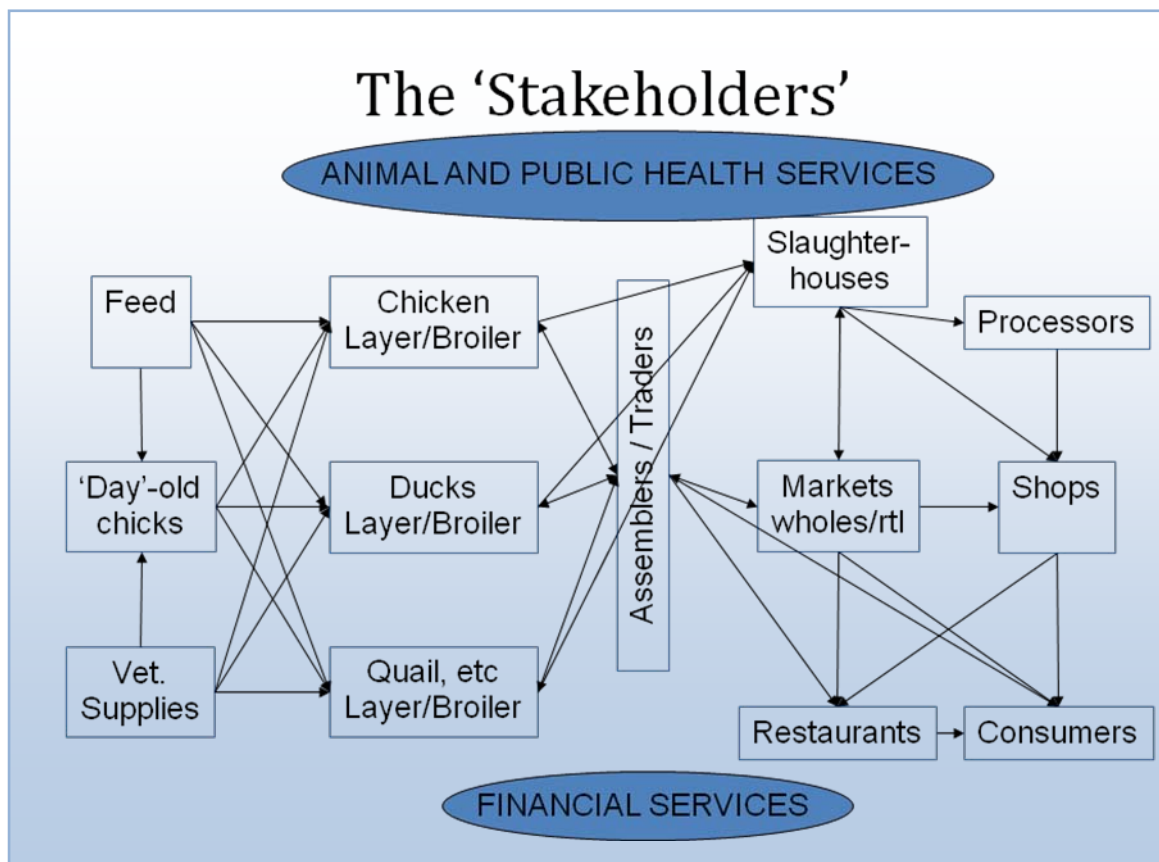 The ‘Stakeholders’
ANIMAL AND PUBLIC HEALTH SERVICES
Slaughter-
houses
Feed
Chicken
Layer/Broiler
Processors
Assemblers / Traders
‘Day’-old
chicks
Ducks
Layer/Broiler
Markets
wholes/rtl
Shops
Vet.
Supplies
Quail, etc
Layer/Broiler
Restaurants
Consumers
FINANCIAL SERVICES